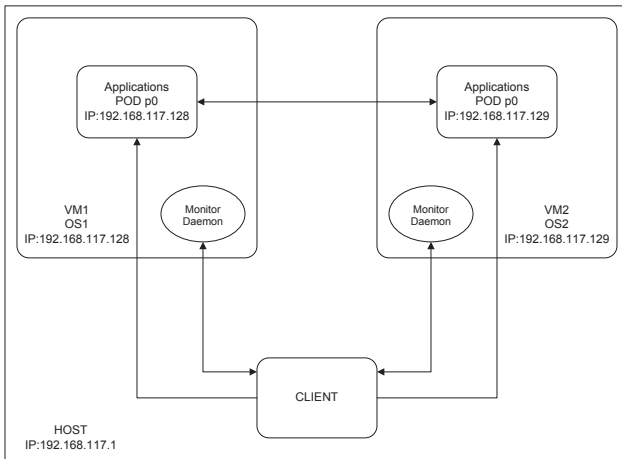 Applications
POD p0
IP:192.168.117.128
Applications
POD p0
IP:192.168.117.129
VM1
OS1
IP:192.168.117.128
Monitor
Daemon
Monitor
Daemon
VM2
OS2
IP:192.168.117.129
CLIENT
HOST
IP:192.168.117.1